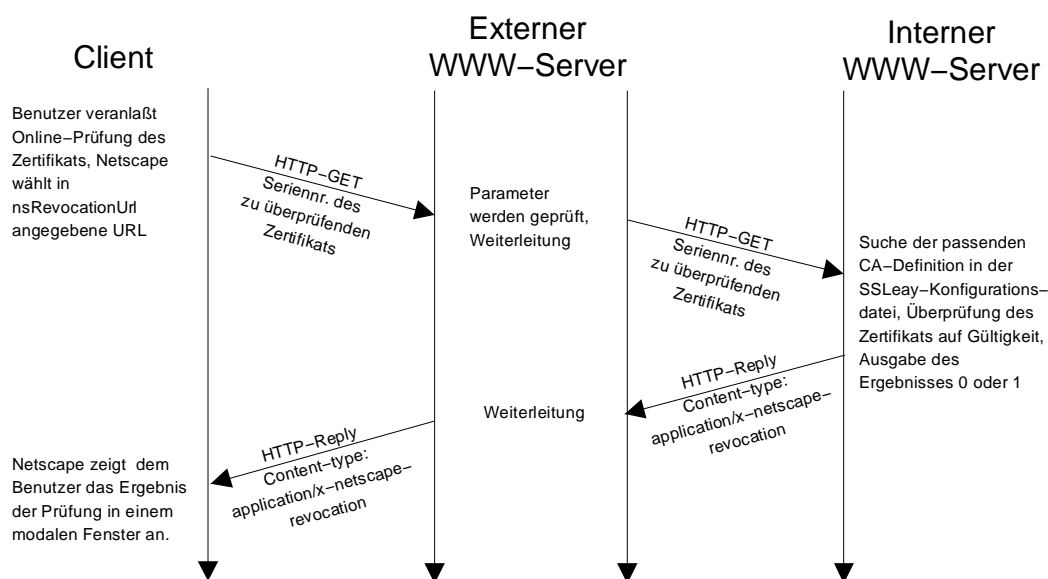 Client
Externer
WWW–Server
Interner
WWW–Server
Benutzer veranlaßt
Online–Prüfung des
Zertifikats, Netscape
wählt in
nsRevocationUrl
angegebene URL
HTTP–GET
Seriennr. des
zu überprüfenden
Zertifikats
Parameter
werden geprüft,
Weiterleitung
HTTP–GET
Seriennr. des
zu überprüfenden
Zertifikats
Suche der passenden
CA–Definition in der
SSLeay–Konfigurations–
datei, Überprüfung des
Zertifikats auf Gültigkeit,
Ausgabe des
Ergebnisses 0 oder 1
HTTP–Reply
Content–type:
application/x–netscape–
revocation
Weiterleitung
HTTP–Reply
Content–type:
application/x–netscape–
revocation
Netscape zeigt dem
Benutzer das Ergebnis
der Prüfung in einem
modalen Fenster an.